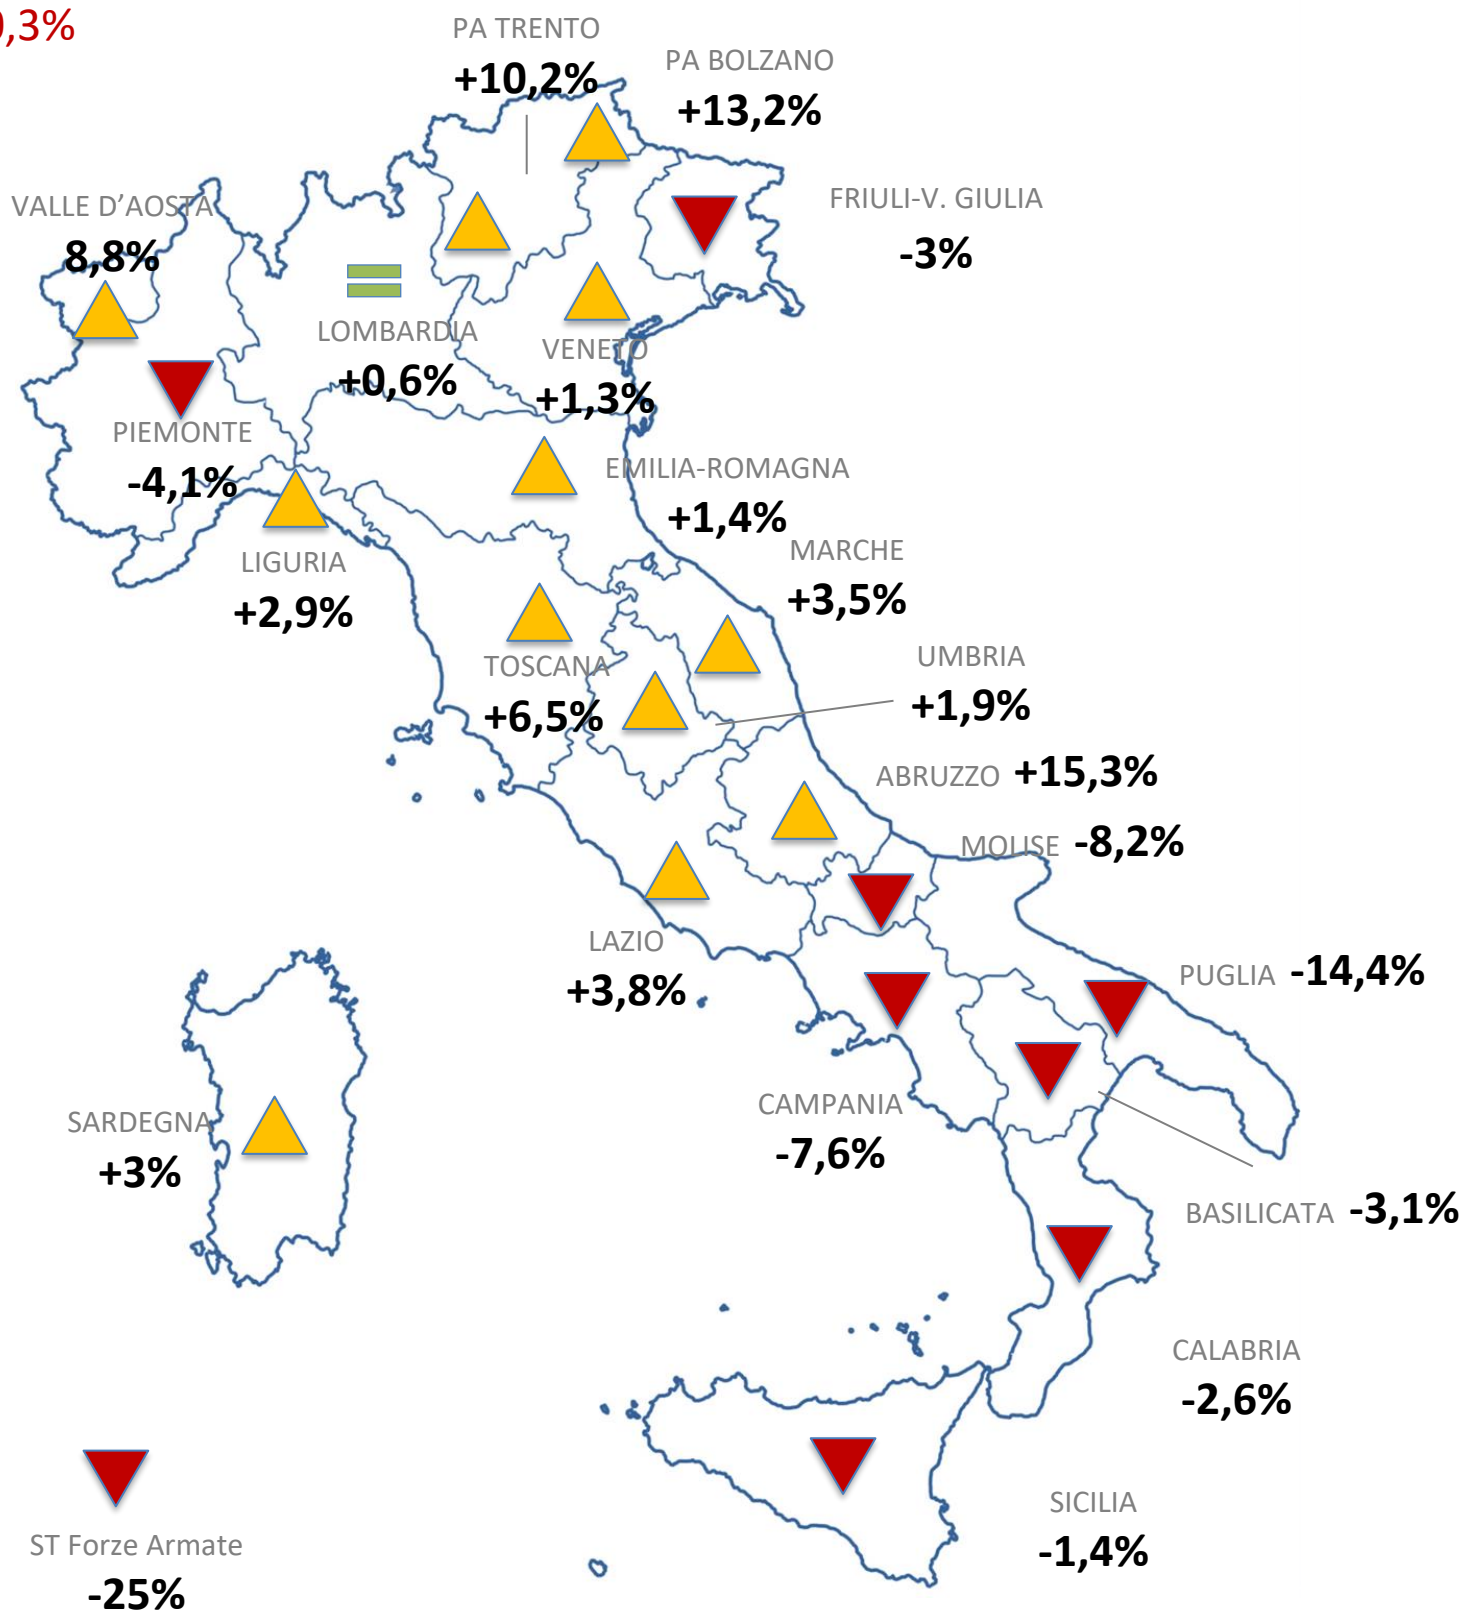 0,3%
PA TRENTO
+10,2%
PA BOLZANO
+13,2%
VALLE D’AOSTA
8,8%
FRIULI-V. GIULIA
-3%
LOMBARDIA
+0,6%
VENETO
+1,3%
PIEMONTE
-4,1%
EMILIA-ROMAGNA
+1,4%
LIGURIA
+2,9%
MARCHE
+3,5%
TOSCANA
+6,5%
UMBRIA
+1,9%
ABRUZZO +15,3%
MOLISE -8,2%
LAZIO
+3,8%
PUGLIA -14,4%
SARDEGNA
+3%
CAMPANIA
-7,6%
BASILICATA -3,1%
CALABRIA
-2,6%
SICILIA
-1,4%
ST Forze Armate
-25%